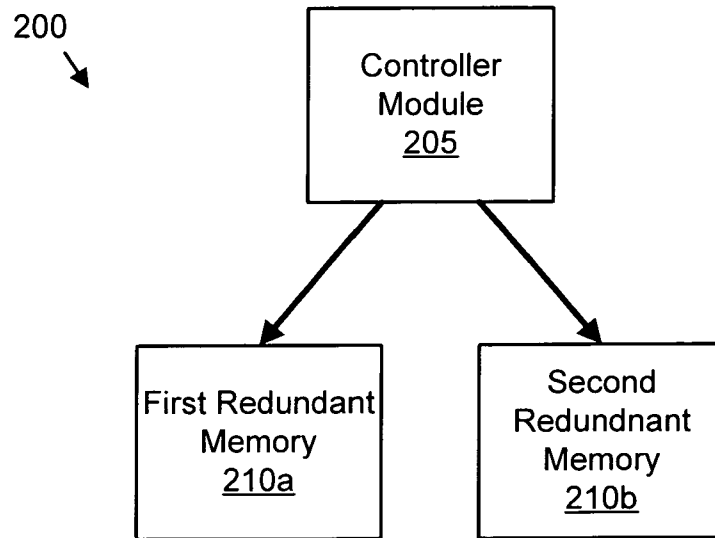 200
Controller
Module
205
First Redundant
Memory
210a
Second
Redundnant
Memory
210b